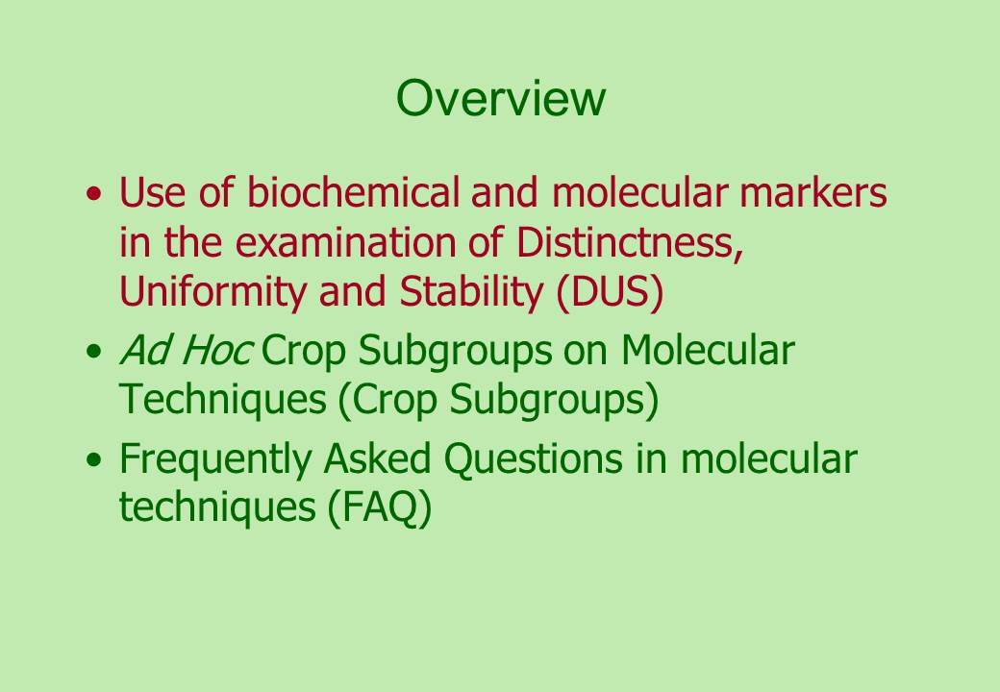 Overview
• Use of biochemical and molecular markers
in the examination of Distinctness,
Uniformity and Stability (DUS)
• Ad Hoc Crop Subgroups on Molecular
Techniques (Crop Subgroups)
• Frequently Asked Questions in molecular
techniques (FAQ)